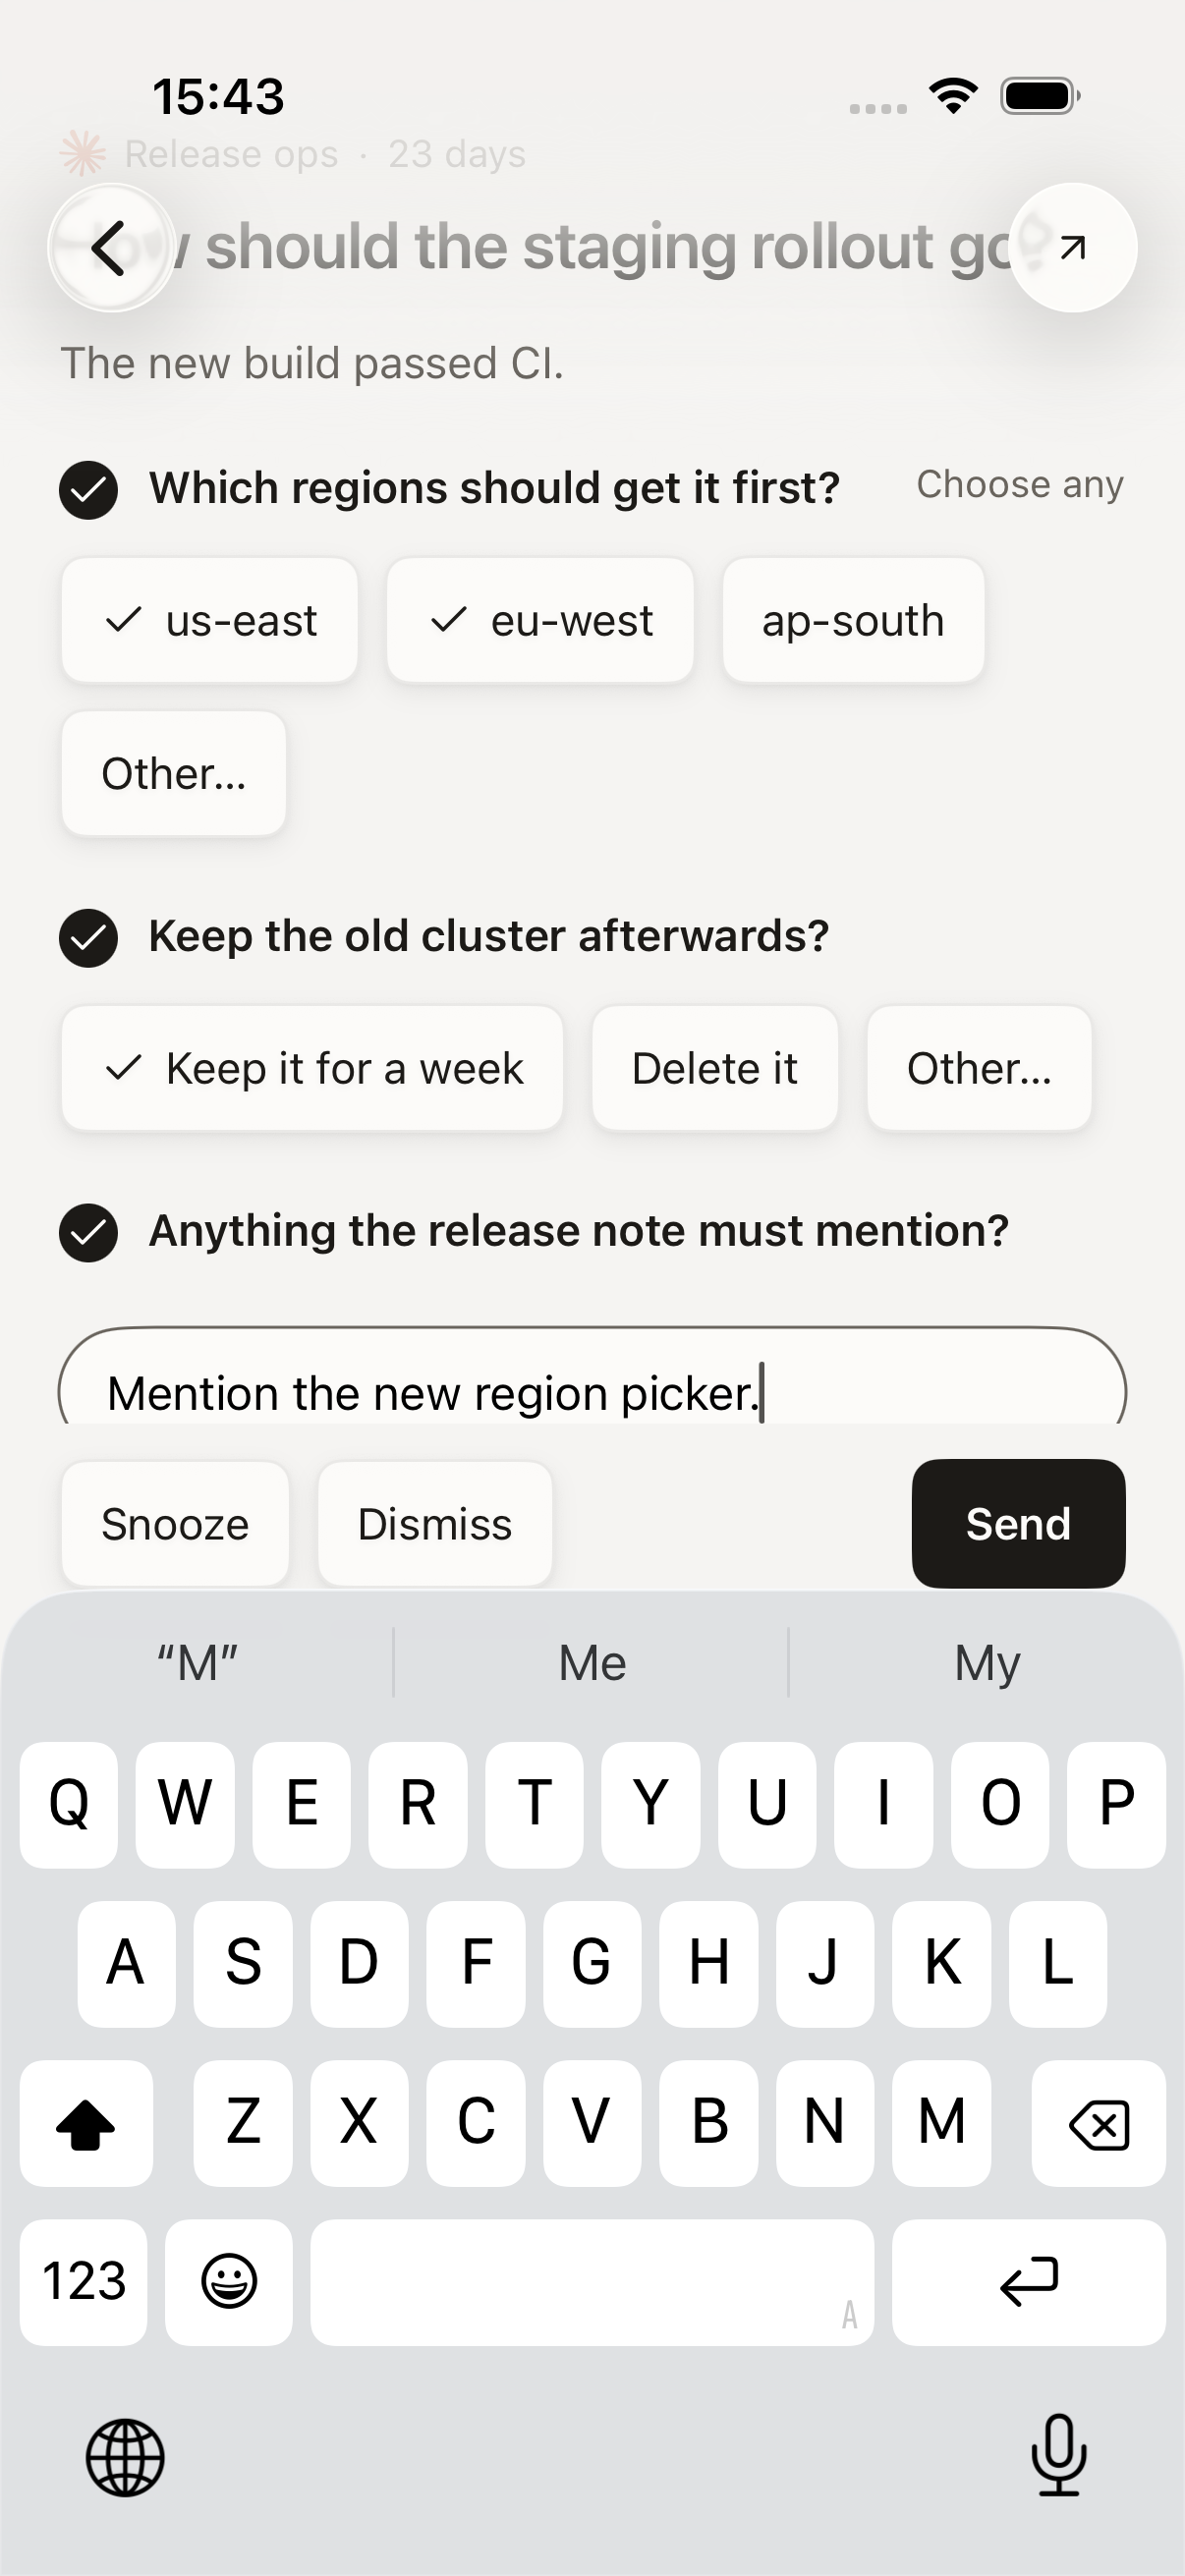 15:43
Release ops · 23 days
should the staging rollout go
The new build passed CI.
Which regions should get it first? Choose any
us-east eu-west ap-south
Other...
Keep the old cluster afterwards?
Keep it for a week Delete it Other...
Anything the release note must mention?
Mention the new region picker.
Snooze Dismiss Send
“M” Me My
Q W E R T Y U I O P
A S D F G H J K L
Z X C V B N M
123
A